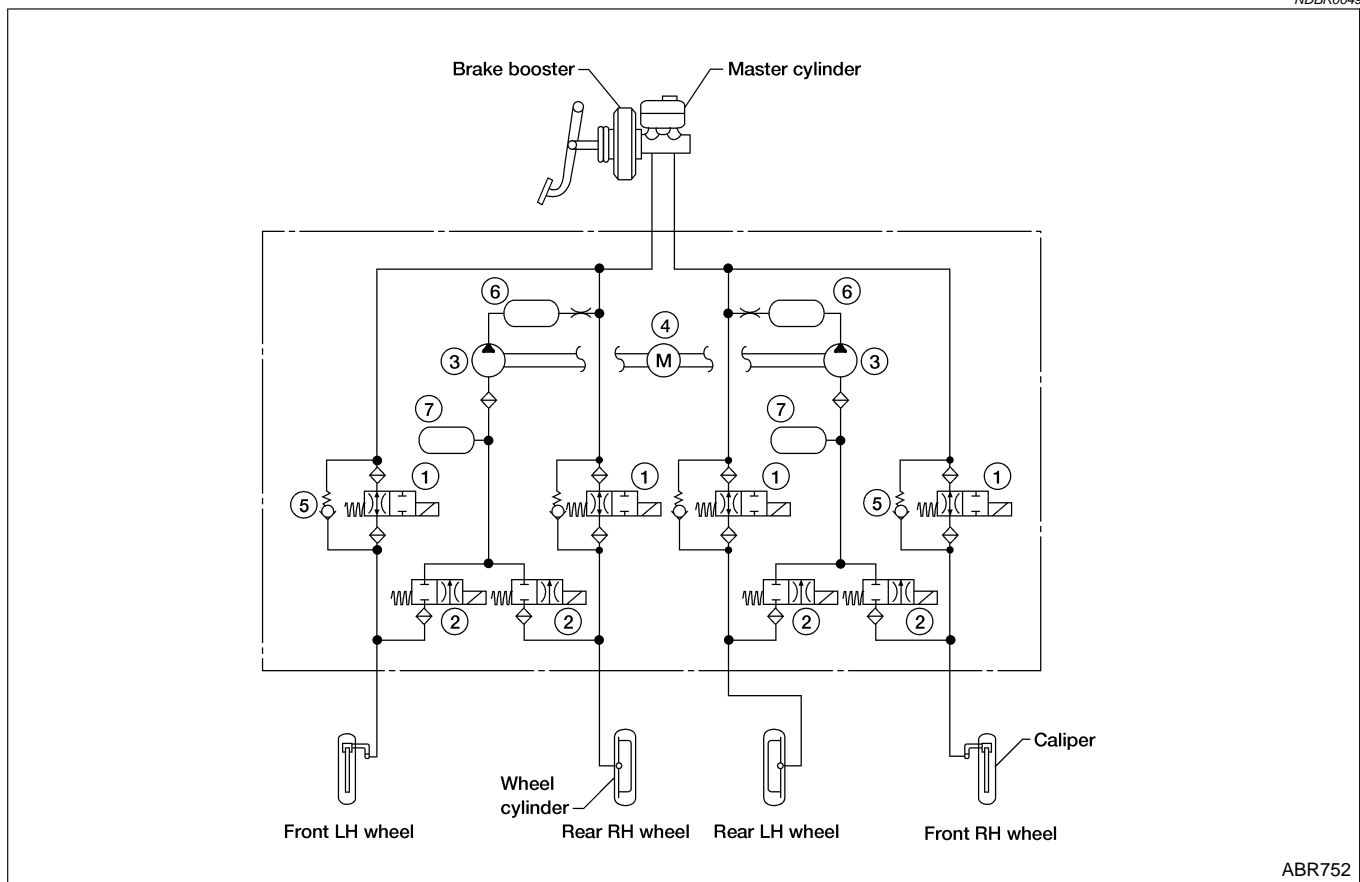 NDBR0049
Brake booster
Master cylinder
6
6
4
M
3
3
7
7
1
1
1
1
5
5
2
2
2
2
Caliper
Wheel
cylinder
Front LH wheel
Rear RH wheel
Rear LH wheel
Front RH wheel
ABR752